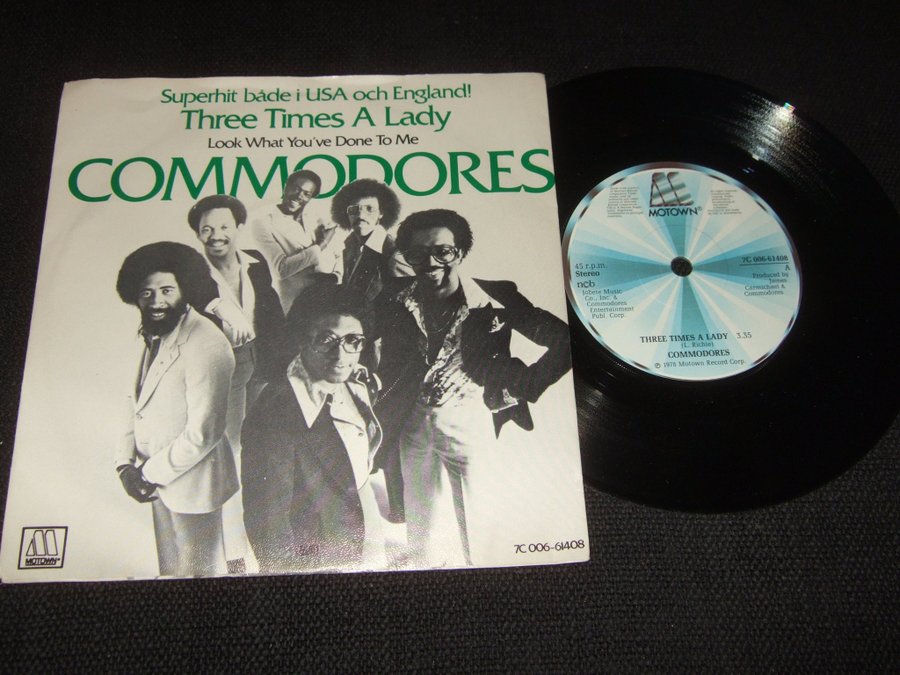 Superhit både i USA och England!
Three Times A Lady
Look What You've Done To Me
COMMODORES
MOTOWN
7C 006-61408
MOTOWN®
45 r.p.m.
Stereo
ncb
Jobete Music
Co., Inc. &
Commodores
Entertainment
Publ. Corp.
7C 006-61408
A
Produced by
James
Carmichael &
Commodores.
THREE TIMES A LADY 3.35
(L. Richie)
COMMODORES
℗ 1978 Motown Record Corp.